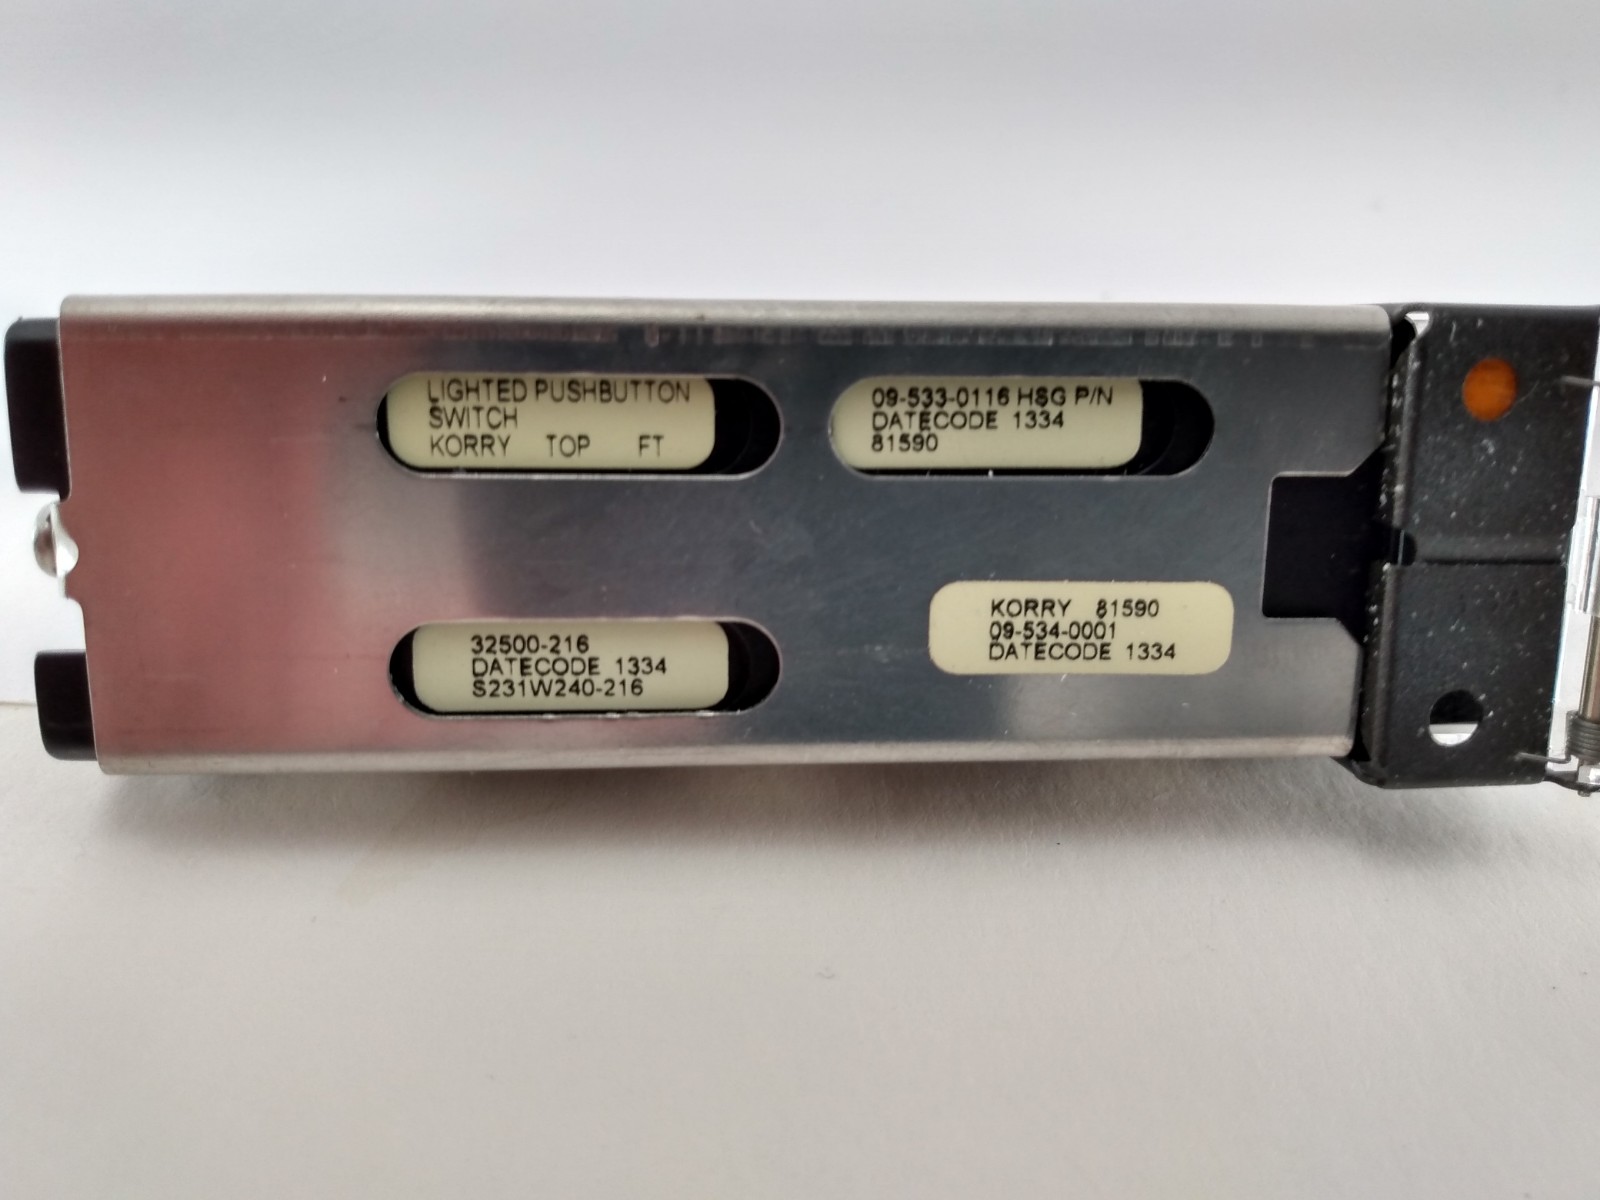 LIGHTED PUSHBUTTON
SWITCH
KORRY TOP FT
09-533-0116 HSG P/N
DATECODE 1334
81590
32500-216
DATECODE 1334
S231W240-216
KORRY 81590
09-534-0001
DATECODE 1334